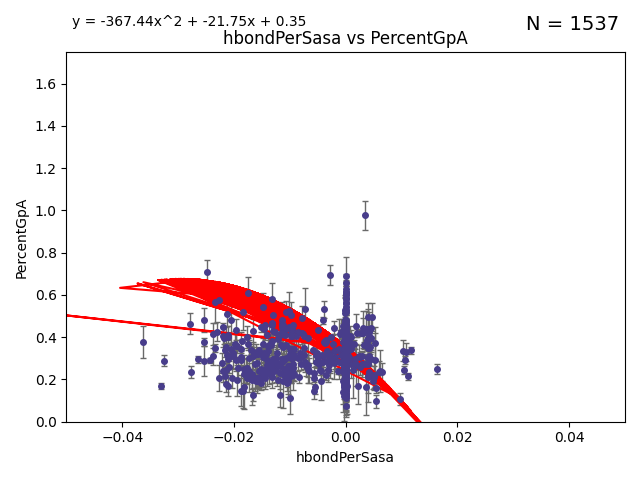 y = -367.44x^2 + -21.75x + 0.35
N = 1537
hbondPerSasa vs PercentGpA
1.6
1.4
1.2
1.0
0.8
0.6
0.4
0.2
0.0
PercentGpA
−0.04 −0.02 0.00 0.02 0.04
hbondPerSasa